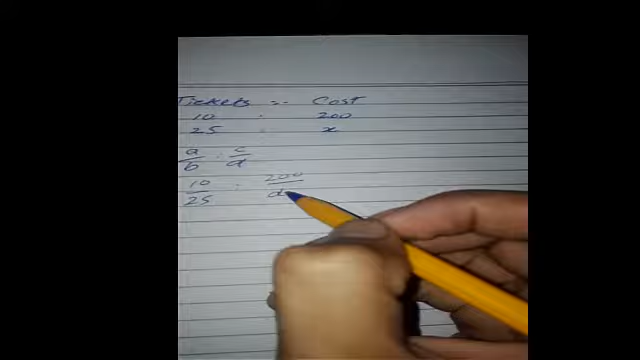 Tickets :- Cost
10 : 200
25 : x
a/b : c/d
10/25 : 200/d